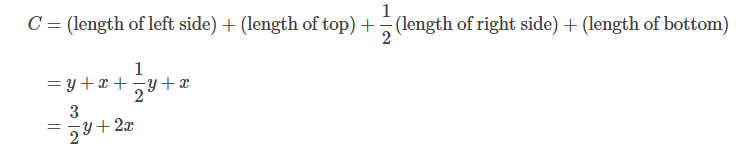 C = (length of left side) + (length of top) + 1/2 (length of right side) + (length of bottom)
= y + x + 1/2 y + x
= 3/2 y + 2x